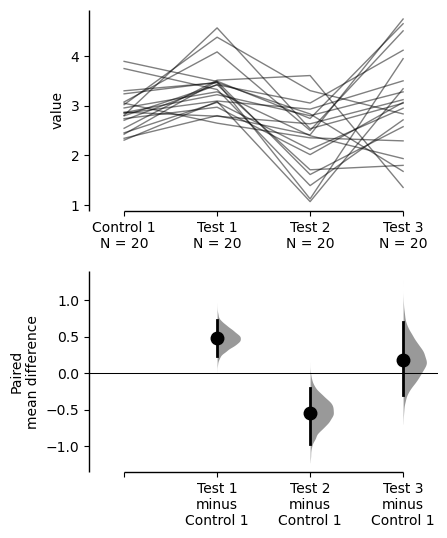 4
3
2
1
value
Control 1 Test 1 Test 2 Test 3
N = 20 N = 20 N = 20 N = 20
1.0
0.5
0.0
−0.5
−1.0
Paired
mean difference
Test 1 Test 2 Test 3
minus minus minus
Control 1 Control 1 Control 1